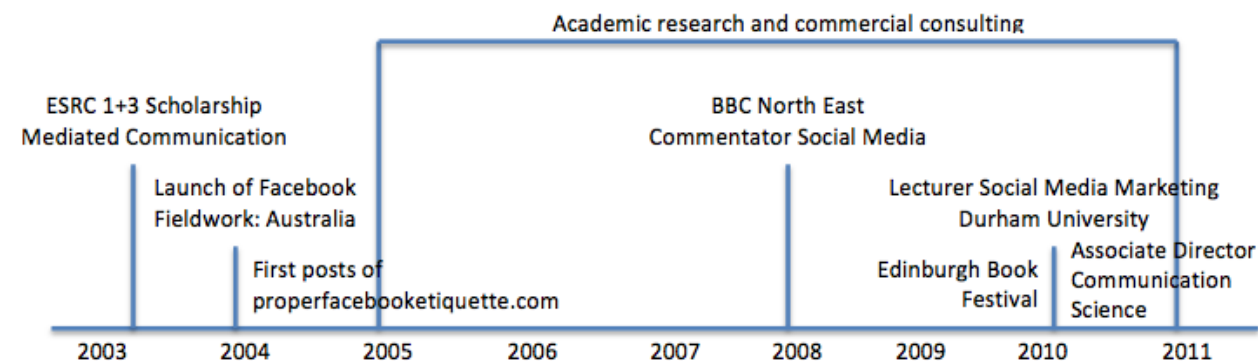 Academic research and commercial consulting
ESRC 1+3 Scholarship
Mediated Communication
BBC North East
Commentator Social Media
Launch of Facebook
Fieldwork: Australia
Lecturer Social Media Marketing
Durham University
First posts of
properfacebooketiquette.com
Edinburgh Book
Festival
Associate Director
Communication
Science
2003 2004 2005 2006 2007 2008 2009 2010 2011